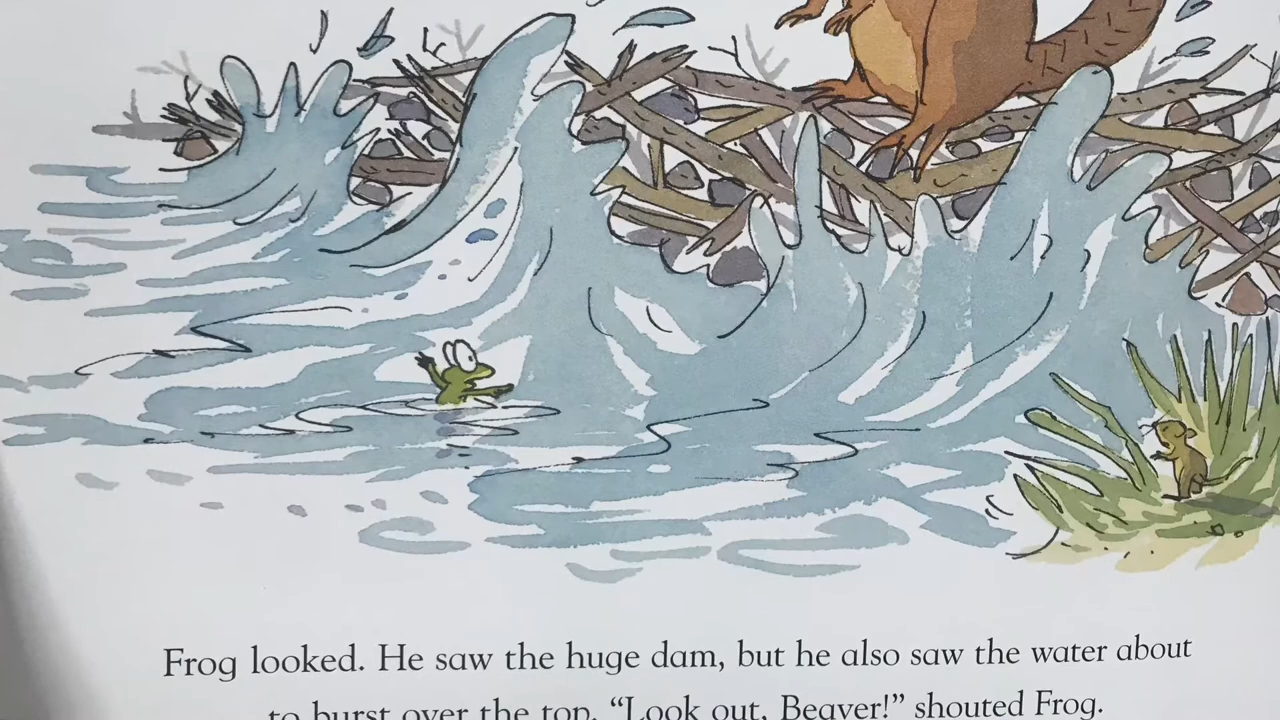 Frog looked. He saw the huge dam, but he also saw the water about
to burst over the top. “Look out, Beaver!” shouted Frog.